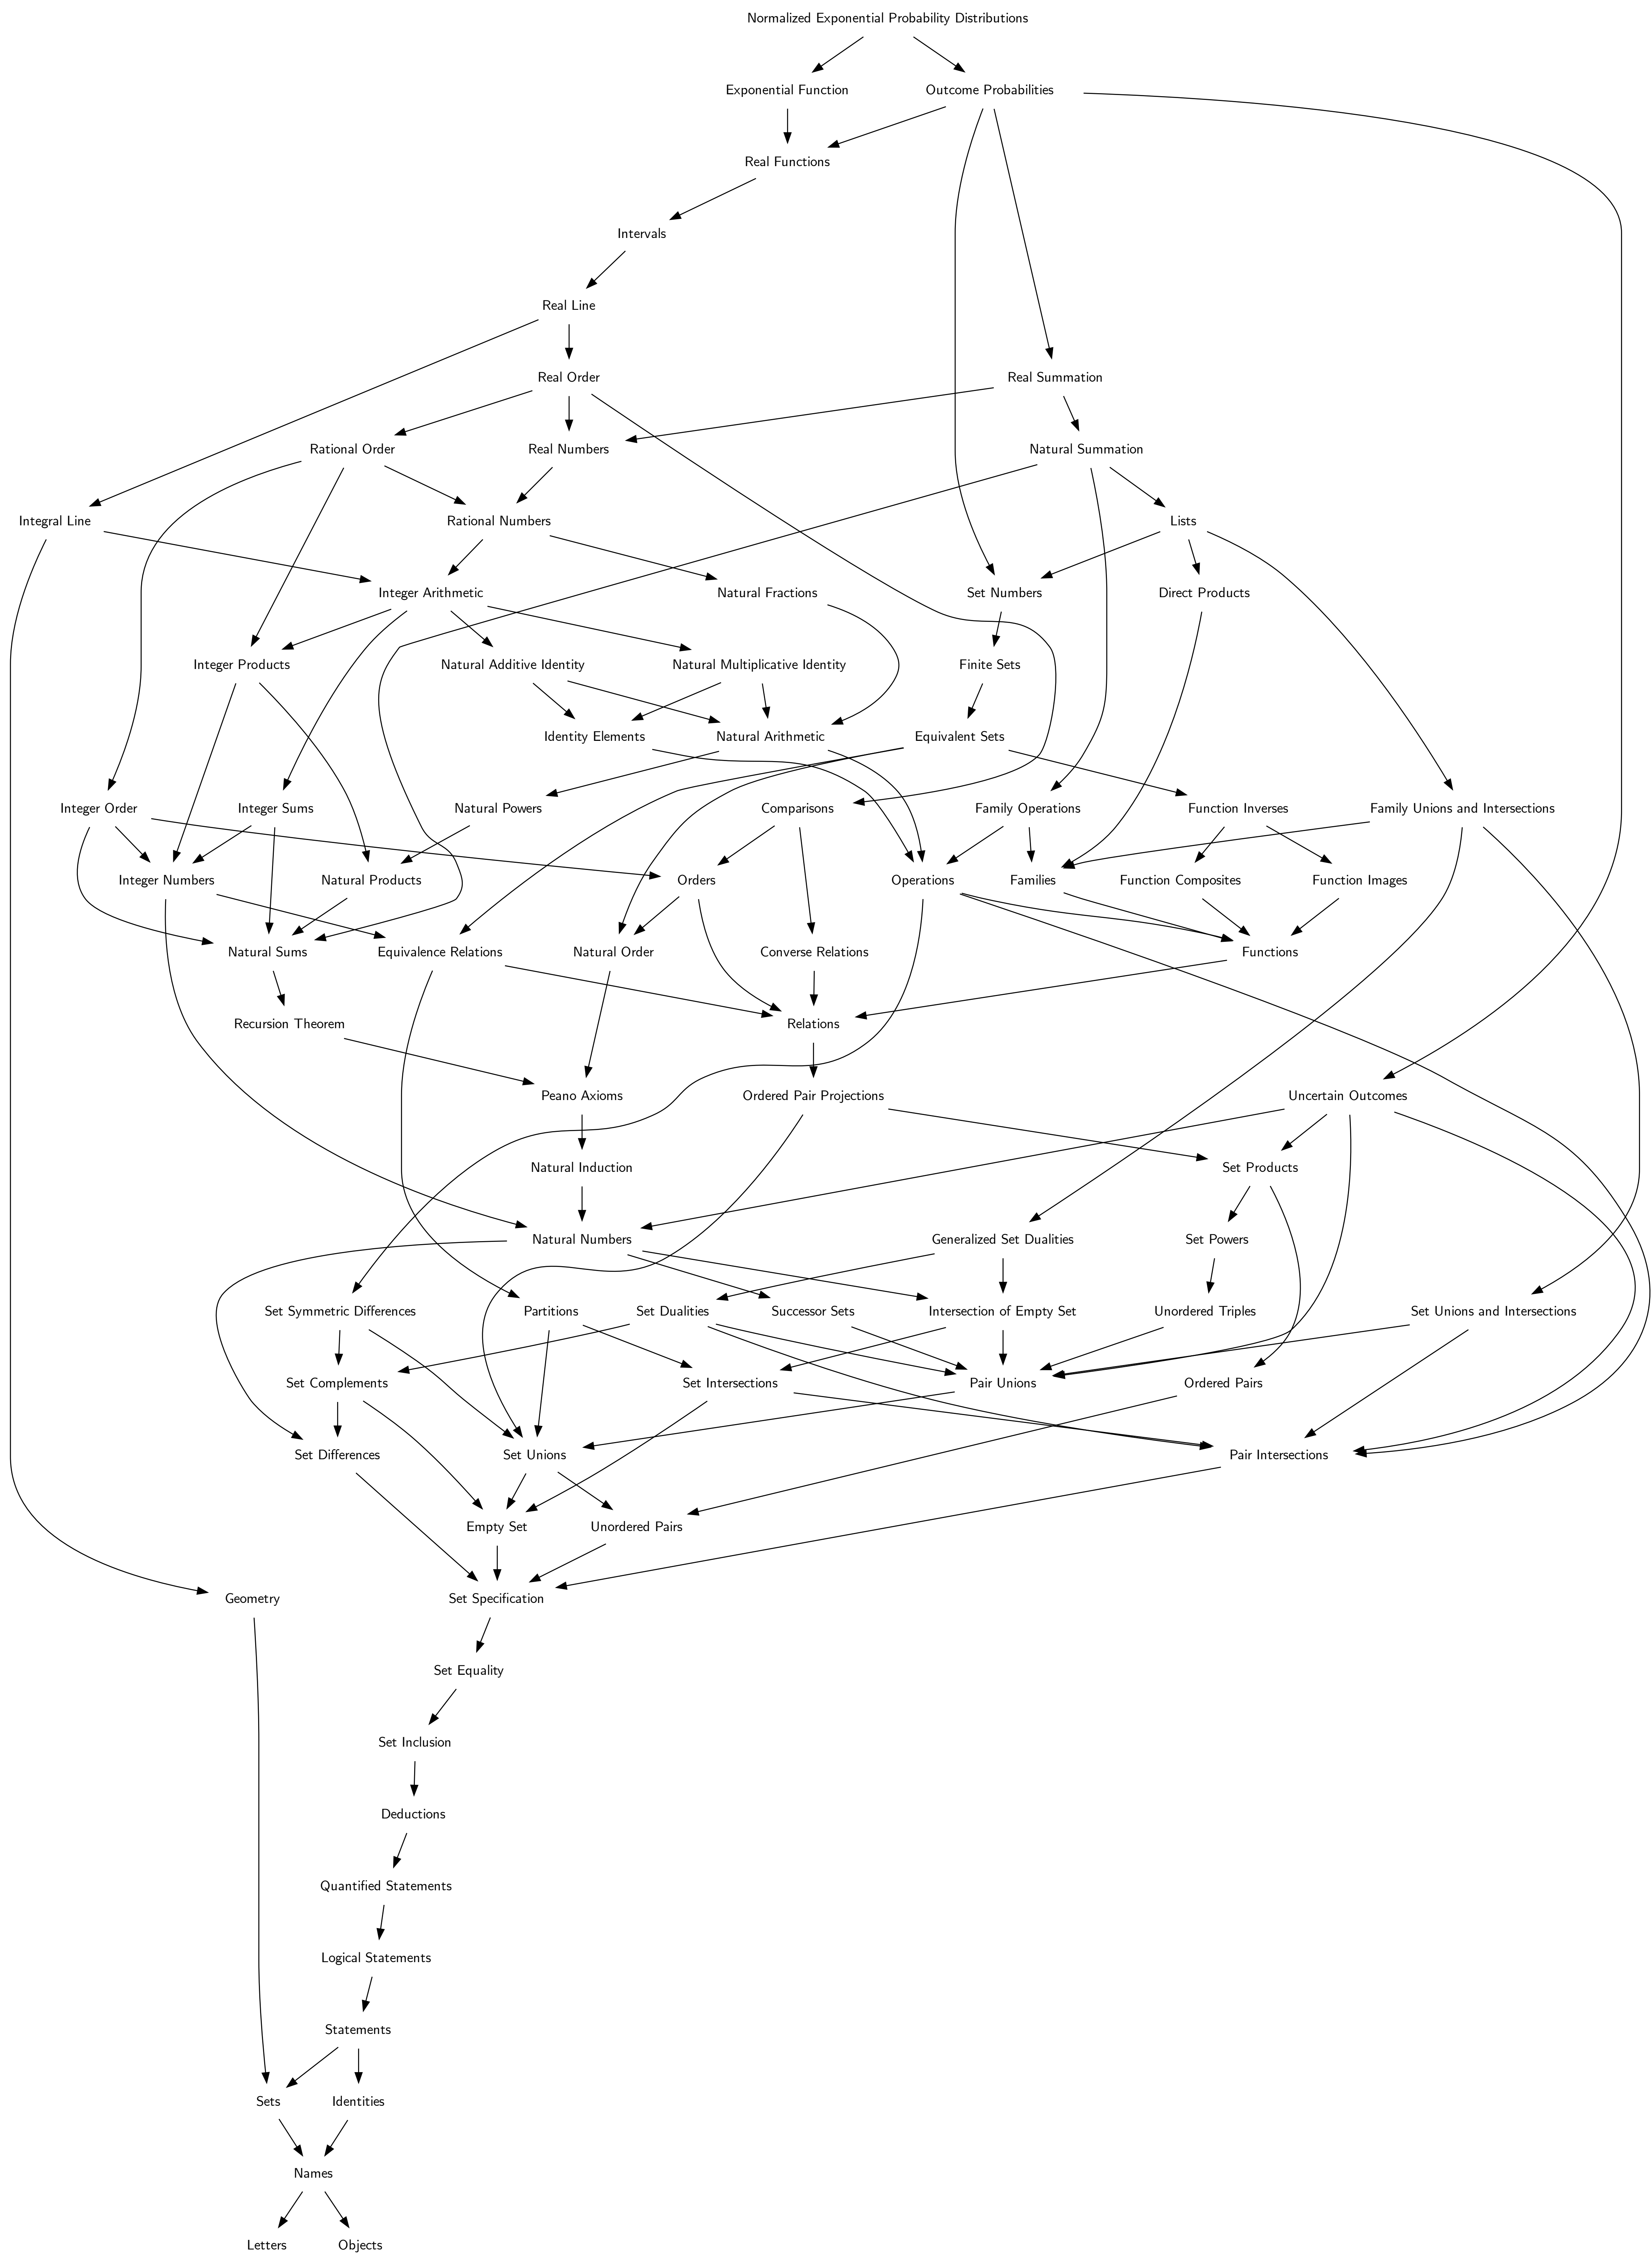 Normalized Exponential Probability Distributions
Exponential Function
Outcome Probabilities
Real Functions
Intervals
Real Line
Real Order
Real Summation
Rational Order
Real Numbers
Natural Summation
Integral Line
Rational Numbers
Lists
Integer Arithmetic
Natural Fractions
Set Numbers
Direct Products
Integer Products
Natural Additive Identity
Natural Multiplicative Identity
Finite Sets
Identity Elements
Natural Arithmetic
Equivalent Sets
Integer Order
Integer Sums
Natural Powers
Comparisons
Family Operations
Function Inverses
Family Unions and Intersections
Integer Numbers
Natural Products
Orders
Operations
Families
Function Composites
Function Images
Natural Sums
Equivalence Relations
Natural Order
Converse Relations
Functions
Recursion Theorem
Relations
Peano Axioms
Ordered Pair Projections
Uncertain Outcomes
Natural Induction
Set Products
Natural Numbers
Generalized Set Dualities
Set Powers
Set Symmetric Differences
Partitions
Set Dualities
Successor Sets
Intersection of Empty Set
Unordered Triples
Set Unions and Intersections
Set Complements
Set Intersections
Pair Unions
Ordered Pairs
Set Differences
Set Unions
Pair Intersections
Empty Set
Unordered Pairs
Geometry
Set Specification
Set Equality
Set Inclusion
Deductions
Quantified Statements
Logical Statements
Statements
Sets
Identities
Names
Letters
Objects